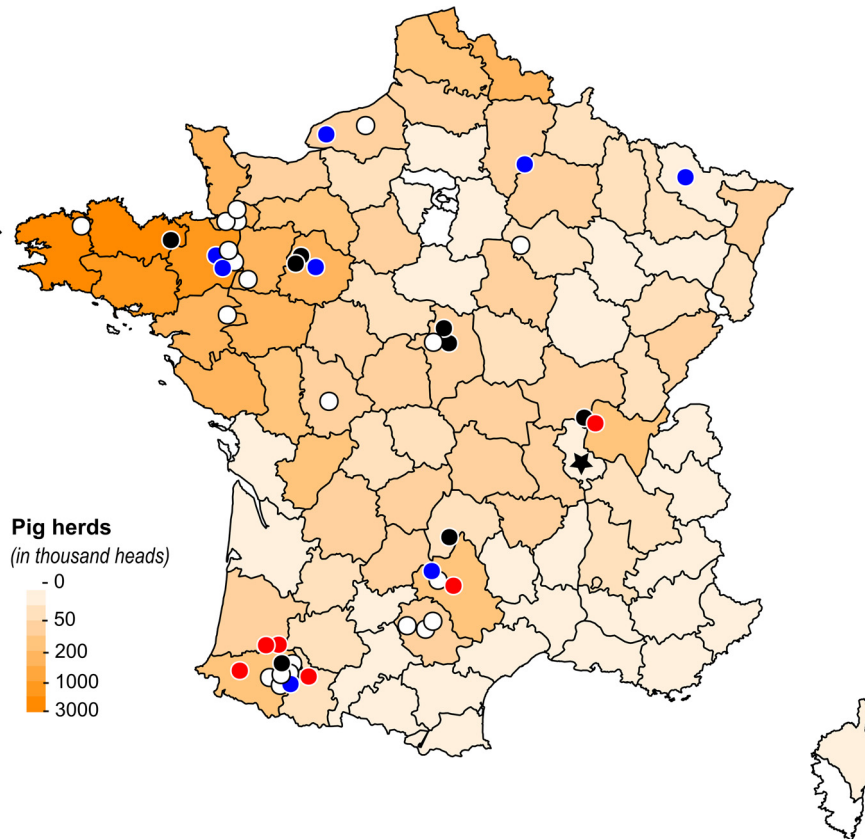 Pig herds
(in thousand heads)
- 0
- 50
- 200
- 1000
- 3000